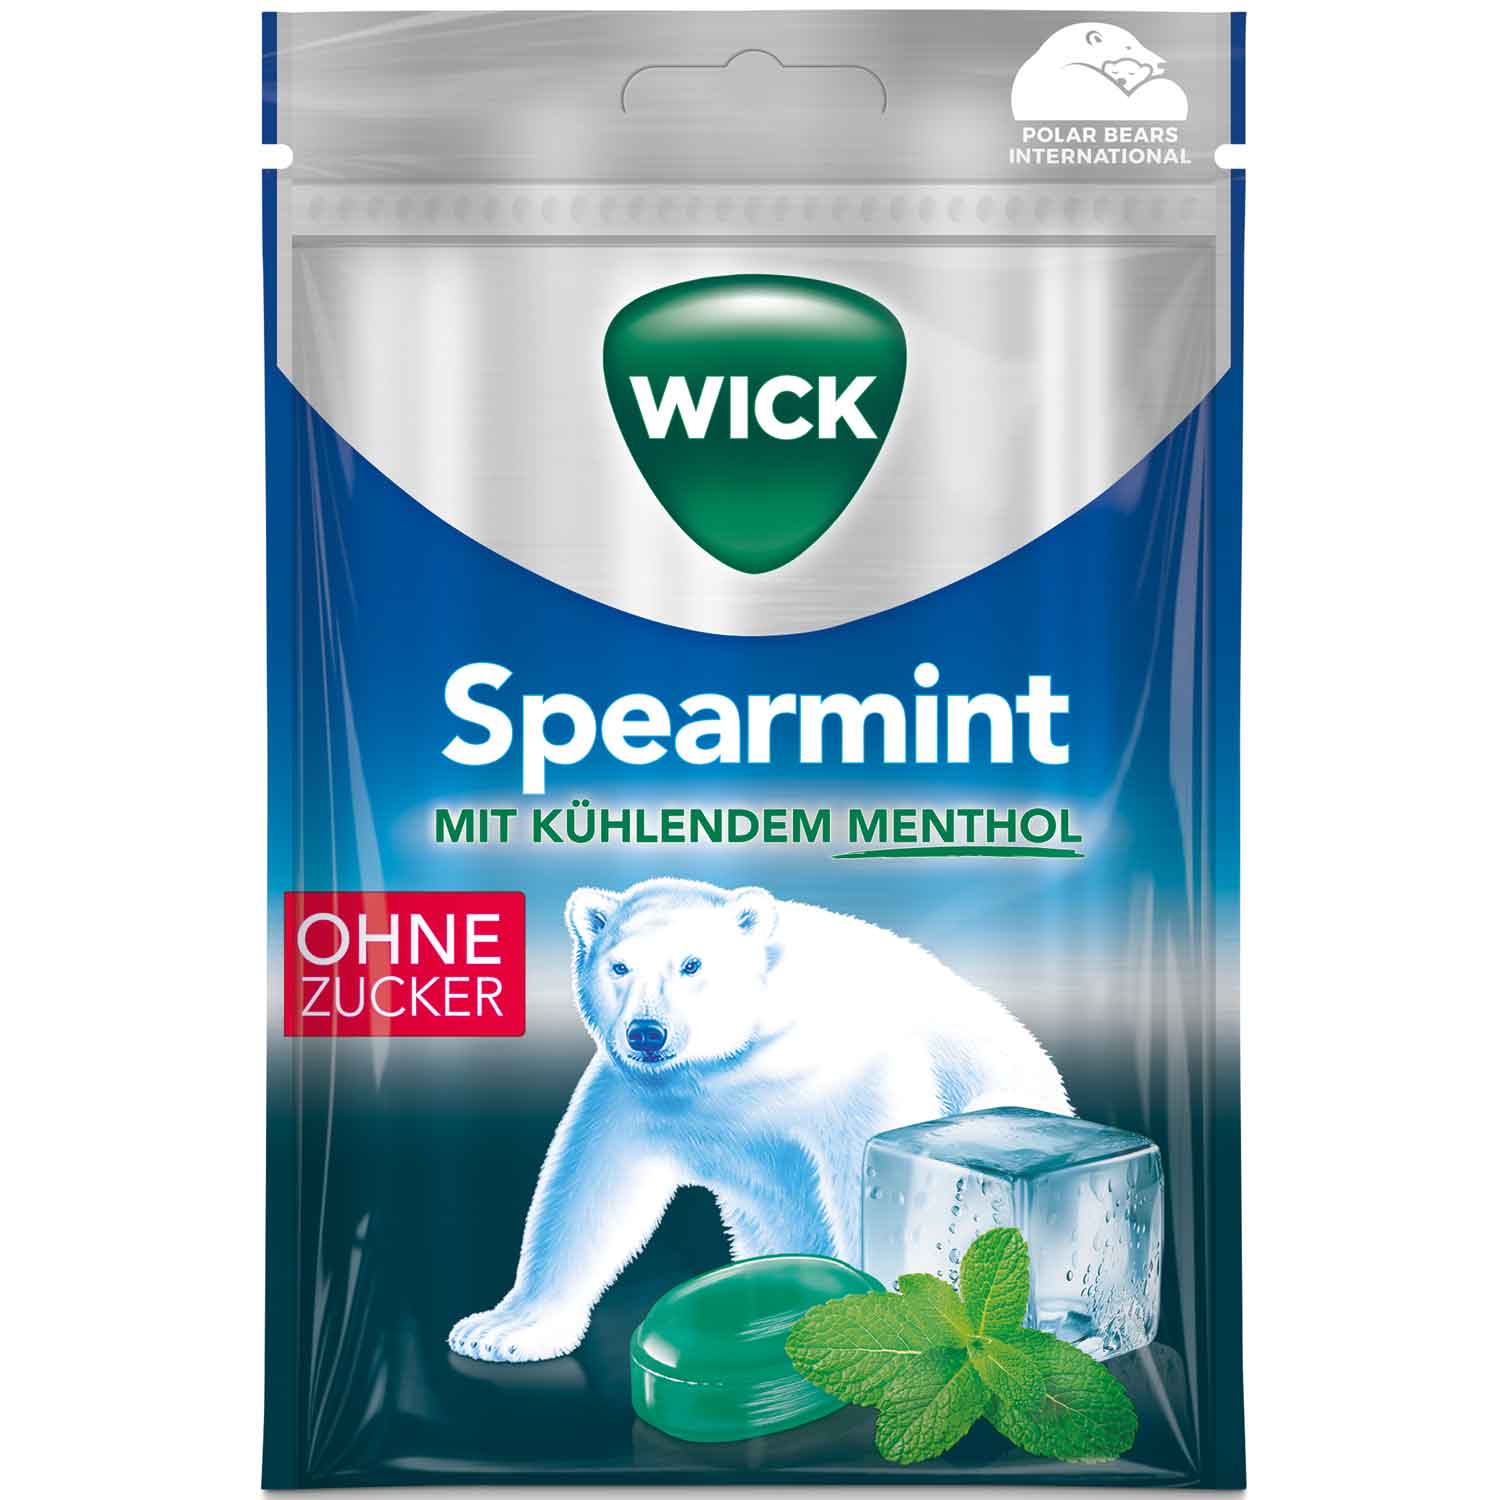 POLAR BEARS
INTERNATIONAL
WICK
Spearmint
MIT KÜHLENDEM MENTHOL
OHNE
ZUCKER